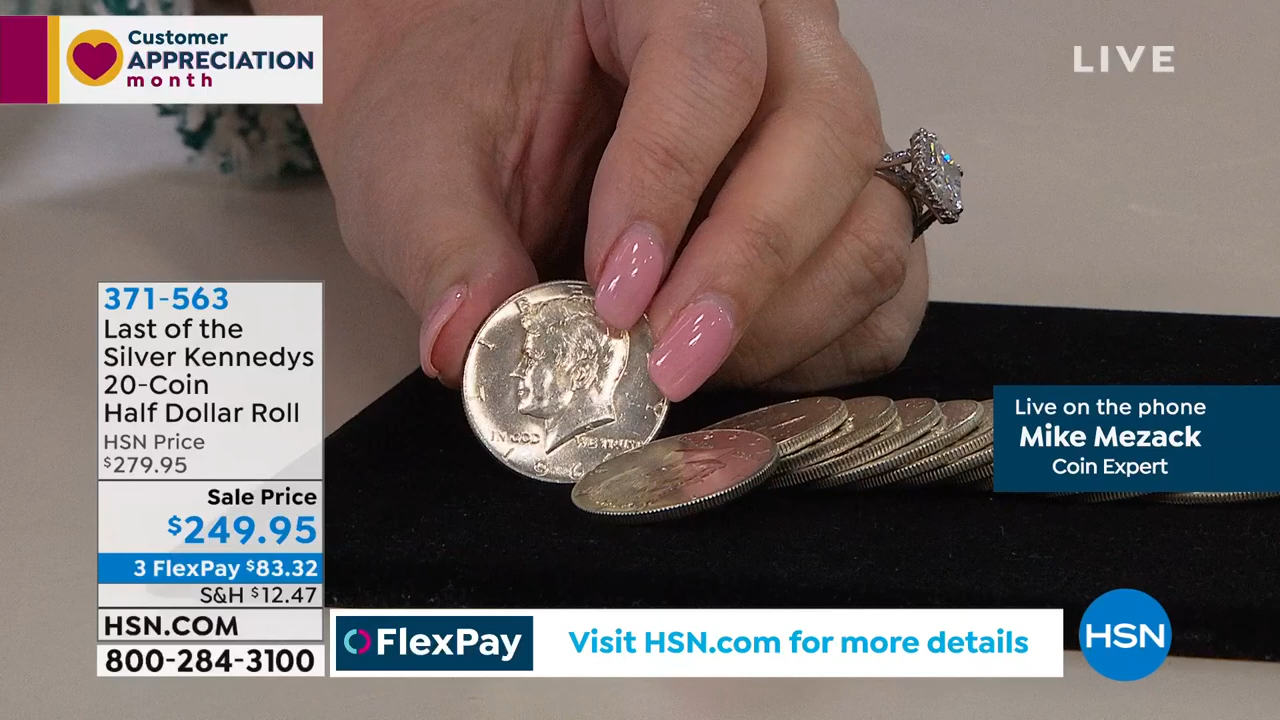 Customer
APPRECIATION
month
LIVE
371-563
Last of the
Silver Kennedys
20-Coin
Half Dollar Roll
HSN Price
$279.95
Sale Price
$249.95
3 FlexPay $83.32
S&H $12.47
HSN.COM
800-284-3100
IN GOD WE TRUST
Live on the phone
Mike Mezack
Coin Expert
FlexPay
Visit HSN.com for more details
HSN